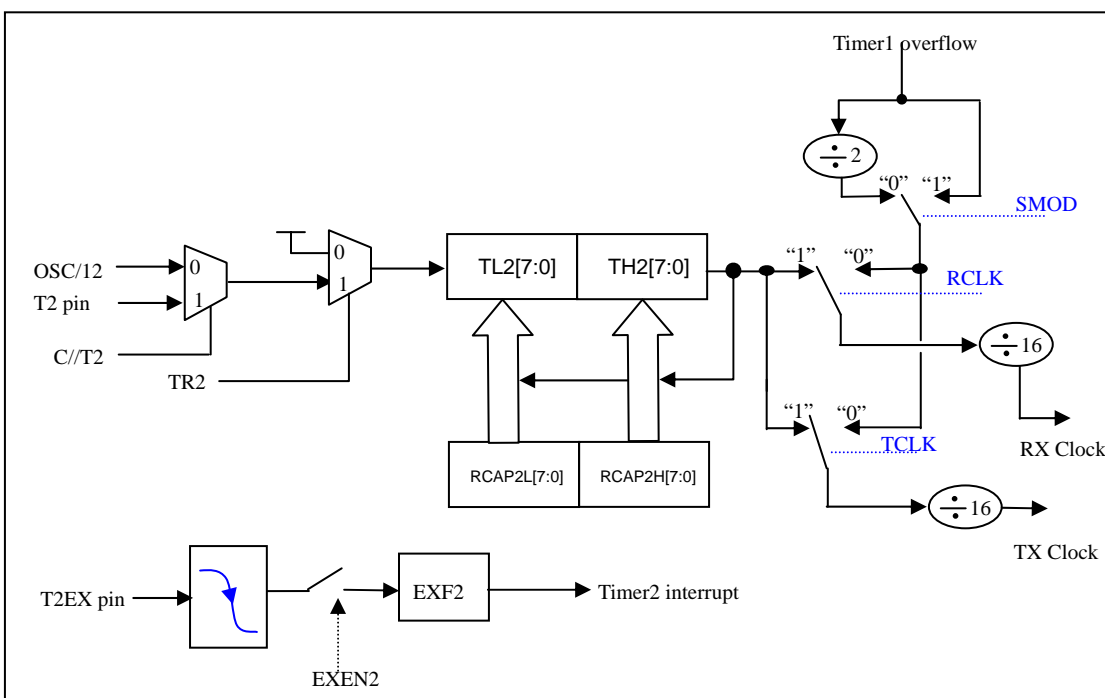 Timer1 overflow
÷ 2
“0” “1”
SMOD
OSC/12
0
T2 pin
1
C//T2
0
1
TR2
TL2[7:0] TH2[7:0]
“1” “0”
RCLK
÷ 16
RX Clock
“1” “0”
TCLK
÷ 16
TX Clock
RCAP2L[7:0] RCAP2H[7:0]
T2EX pin
EXF2
Timer2 interrupt
EXEN2